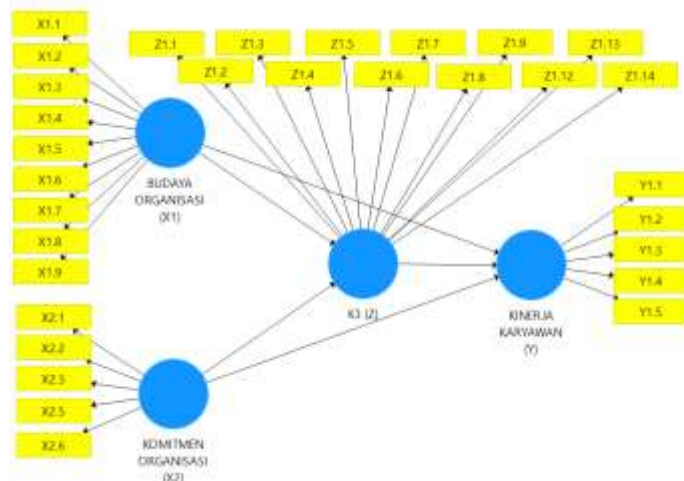 X1.1
X1.2
X1.3
X1.4
X1.5
X1.6
X1.7
X1.8
X1.9
BUDAYA
ORGANISASI
(X1)
Z1.1
Z1.3
Z1.5
Z1.7
Z1.9
Z1.13
Z1.2
Z1.4
Z1.6
Z1.8
Z1.12
Z1.14
K3 (Z)
Y1.1
Y1.2
Y1.3
Y1.4
Y1.5
KINERJA
KARYAWAN
(Y)
X2.1
X2.2
X2.3
X2.5
X2.6
KOMITMEN
ORGANISASI
(X2)